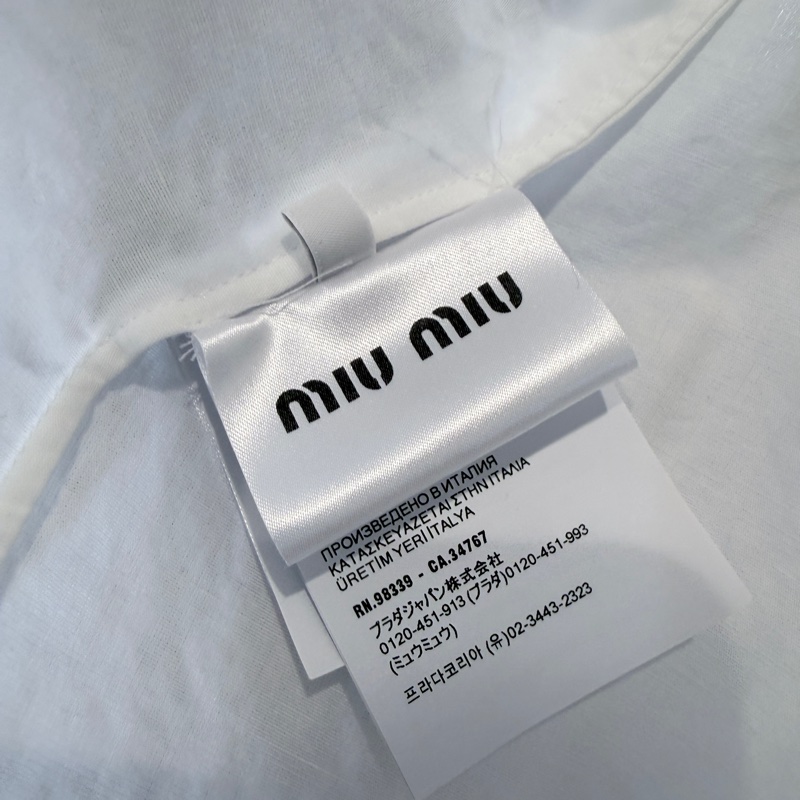 miu miu
ПРОИЗВЕДЕНО В ИТАЛИЯ
ΚΑΤΑΣΚΕΥΑΖΕΤΑΙ ΣΤΗΝ ΙΤΑΛΙΑ
ÜRETİM YERİ İTALYA
RN.98339 - CA.34767
プラダジャパン株式会社
0120-451-913 (プラダ)0120-451-993
(ミュウミュウ)
프라다코리아 (유)02-3443-2323